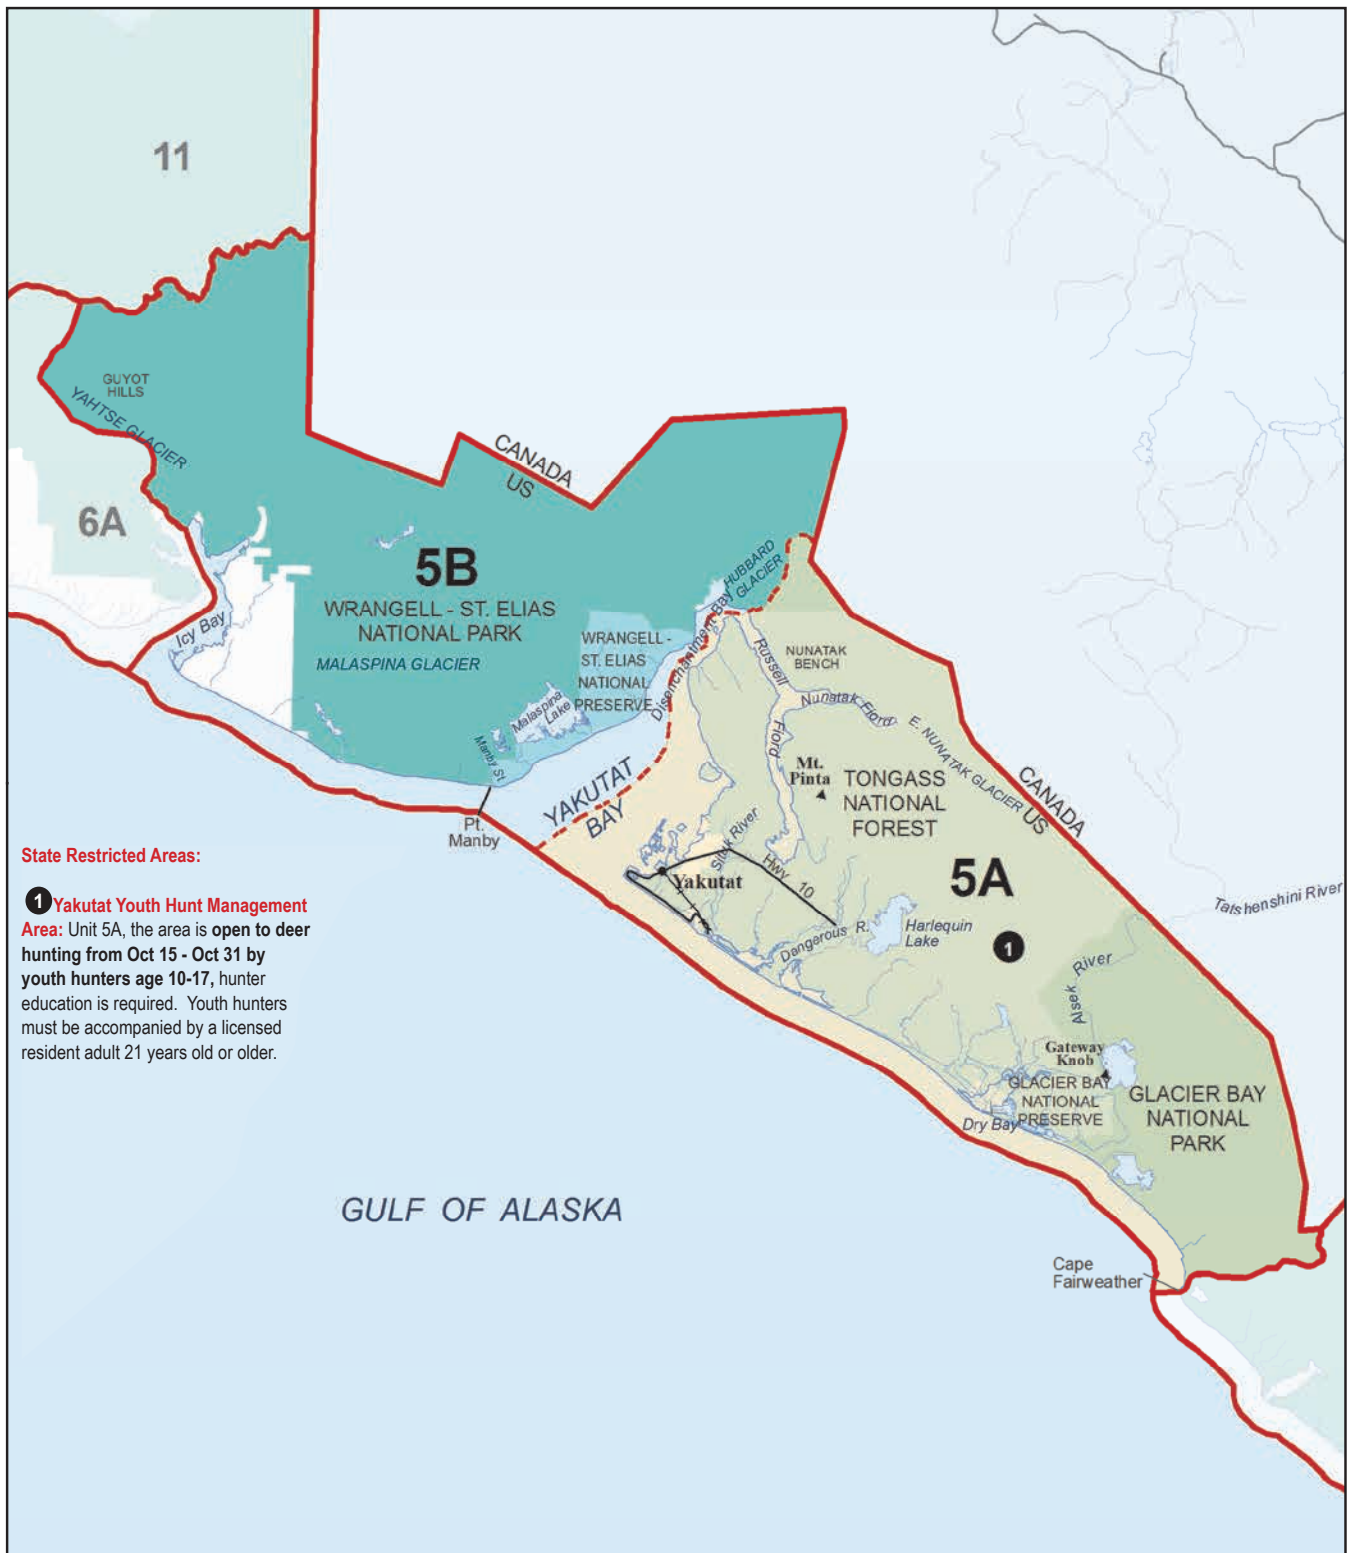 11
GUYOT
HILLS
YAHTSE GLACIER
6A
CANADA
US
5B
WRANGELL - ST. ELIAS
NATIONAL PARK
MALASPINA GLACIER
Icy Bay
HUBBARD
GLACIER
Disenchantment Bay
WRANGELL -
ST. ELIAS
NATIONAL
PRESERVE
Malaspina
Lake
Manby St
Russell
Fiord
NUNATAK
BENCH
Nunatak Fiord
E. NUNATAK GLACIER
CANADA
US
Mt.
Pinta
TONGASS
NATIONAL
FOREST
YAKUTAT
BAY
Pt.
Manby
Situk River
Hwy 10
Yakutat
5A
Dangerous R.
Harlequin
Lake
1
Tatshenshini River
Alsek River
State Restricted Areas:
1 Yakutat Youth Hunt Management
Area: Unit 5A, the area is open to deer
hunting from Oct 15 - Oct 31 by
youth hunters age 10-17, hunter
education is required. Youth hunters
must be accompanied by a licensed
resident adult 21 years old or older.
Gateway
Knob
GLACIER BAY
NATIONAL
PRESERVE
Dry Bay
GLACIER BAY
NATIONAL
PARK
GULF OF ALASKA
Cape
Fairweather